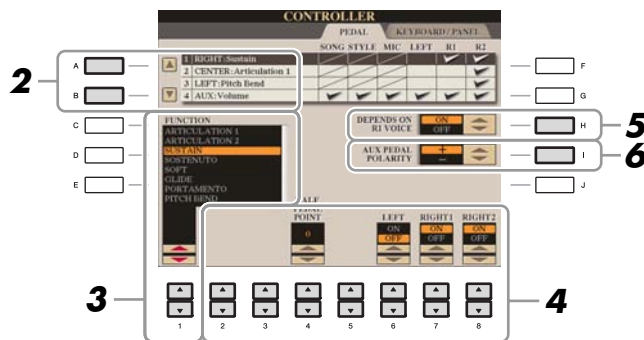 CONTROLLER
PEDAL KEYBOARD / PANEL
SONG STYLE MIC LEFT R1 R2
1 RIGHT:Sustain
2 CENTER:Articulation 1
3 LEFT:Pitch Bend
4 AUX:Volume
2
A
B
C
D
E
F
G
H
I
J
FUNCTION
ARTICULATION 1
ARTICULATION 2
SUSTAIN
SOSTENUTO
SOFT
GLIDE
PORTAMENTO
PITCH BEND
DEPENDS ON
R1 VOICE
ON
OFF
5
AUX PEDAL
POLARITY
+
−
6
PEDAL
POINT
0
LEFT RIGHT1 RIGHT2
ON ON ON
OFF OFF OFF
3
4
1 2 3 4 5 6 7 8